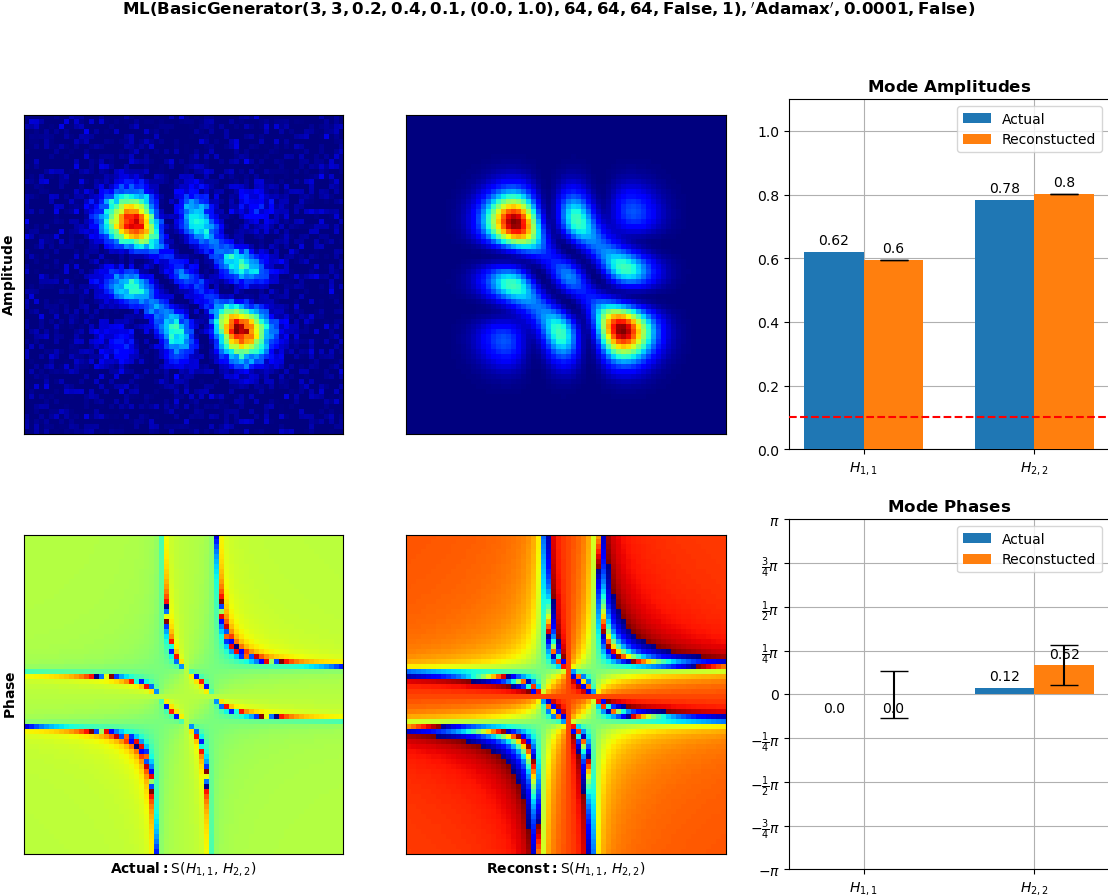 ML(BasicGenerator(3, 3, 0.2, 0.4, 0.1, (0.0, 1.0), 64, 64, 64, False, 1), ′Adamax′, 0.0001, False)
Amplitude
Mode Amplitudes
Actual
Reconstucted
1.0
0.8
0.6
0.4
0.2
0.0
0.62
0.6
0.78
0.8
H1, 1
H2, 2
Phase
Actual: S(H1, 1, H2, 2)
Reconst: S(H1, 1, H2, 2)
Mode Phases
Actual
Reconstucted
π
3/4π
1/2π
1/4π
0
−1/4π
−1/2π
−3/4π
−π
0.0
0.0
0.12
0.52
H1, 1
H2, 2